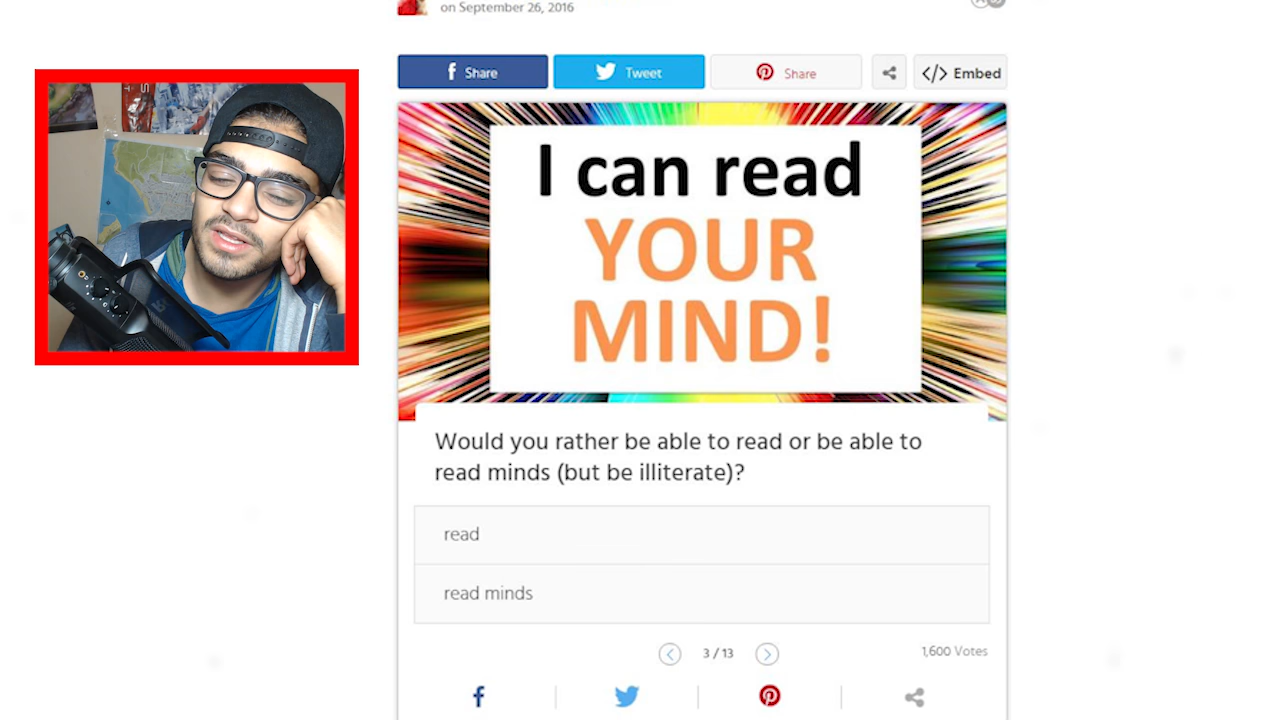 on September 26, 2016
Share
Tweet
Share
</> Embed
I can read
YOUR
MIND!
Would you rather be able to read or be able to
read minds (but be illiterate)?
read
read minds
3 / 13
1,600 Votes